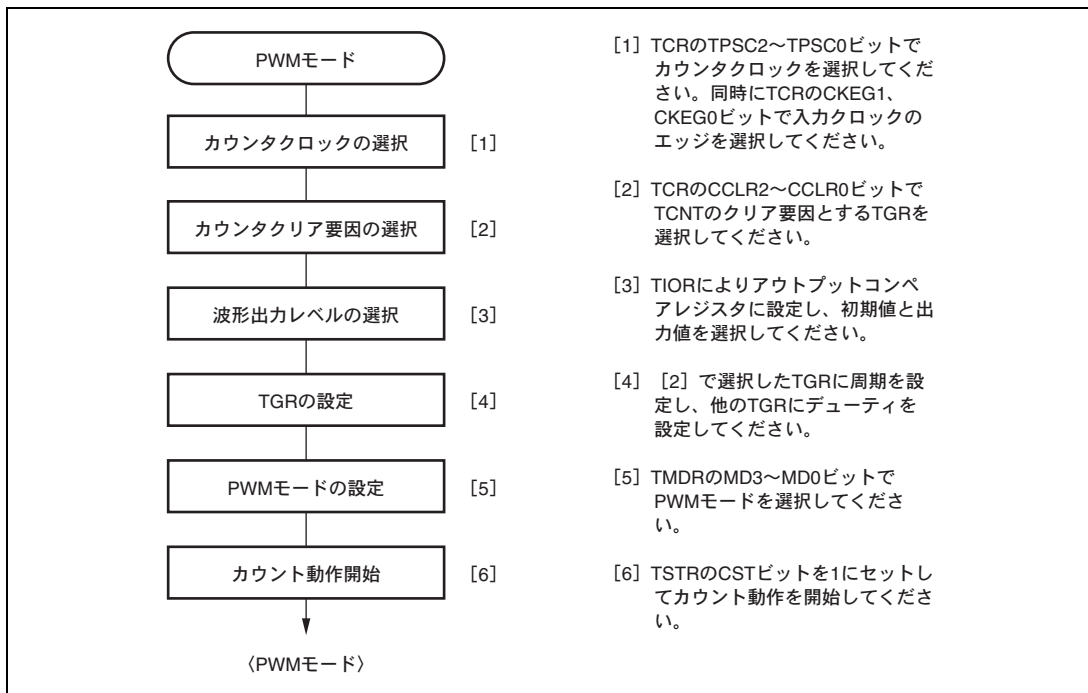 PWMモード
カウンタクロックの選択 [1]
カウンタクリア要因の選択 [2]
波形出力レベルの選択 [3]
TGRの設定 [4]
PWMモードの設定 [5]
カウント動作開始 [6]
〈PWMモード〉
[1] TCRのTPSC2～TPSC0ビットで
カウンタクロックを選択してくだ
さい。同時にTCRのCKEG1、
CKEG0ビットで入力クロックの
エッジを選択してください。
[2] TCRのCCLR2～CCLR0ビットで
TCNTのクリア要因とするTGRを
選択してください。
[3] TIORによりアウトプットコンペ
アレジスタに設定し、初期値と出
力値を選択してください。
[4] [2]で選択したTGRに周期を設
定し、他のTGRにデューティを
設定してください。
[5] TMDRのMD3～MD0ビットで
PWMモードを選択してくださ
い。
[6] TSTRのCSTビットを1にセットし
てカウント動作を開始してくださ
い。